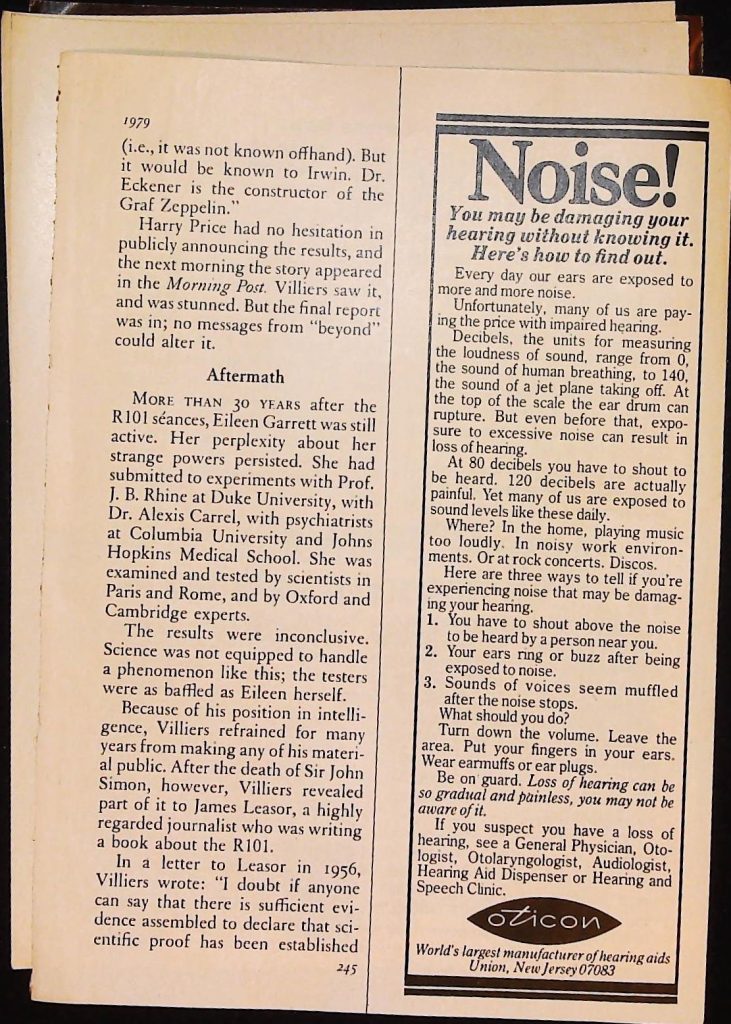 1979
(i.e., it was not known offhand). But
it would be known to Irwin. Dr.
Eckener is the constructor of the
Graf Zeppelin."
Harry Price had no hesitation in
publicly announcing the results, and
the next morning the story appeared
in the Morning Post. Villiers saw it,
and was stunned. But the final report
was in; no messages from "beyond"
could alter it.
Aftermath
MORE THAN 30 YEARS after the
R101 séances, Eileen Garrett was still
active. Her perplexity about her
strange powers persisted. She had
submitted to experiments with Prof.
J. B. Rhine at Duke University, with
Dr. Alexis Carrel, with psychiatrists
at Columbia University and Johns
Hopkins Medical School. She was
examined and tested by scientists in
Paris and Rome, and by Oxford and
Cambridge experts.
The results were inconclusive.
Science was not equipped to handle
a phenomenon like this; the testers
were as baffled as Eileen herself.
Because of his position in intelli-
gence, Villiers refrained for many
years from making any of his materi-
al public. After the death of Sir John
Simon, however, Villiers revealed
part of it to James Leasor, a highly
regarded journalist who was writing
a book about the R101.
In a letter to Leasor in 1956,
Villiers wrote: "I doubt if anyone
can say that there is sufficient evi-
dence assembled to declare that sci-
entific proof has been established
245
Noise!
You may be damaging your
hearing without knowing it.
Here's how to find out.
Every day our ears are exposed to
more and more noise.
Unfortunately, many of us are pay-
ing the price with impaired hearing.
Decibels, the units for measuring
the loudness of sound, range from 0,
the sound of human breathing, to 140,
the sound of a jet plane taking off. At
the top of the scale the ear drum can
rupture. But even before that, expo-
sure to excessive noise can result in
loss of hearing.
At 80 decibels you have to shout to
be heard. 120 decibels are actually
painful. Yet many of us are exposed to
sound levels like these daily.
Where? In the home, playing music
too loudly. In noisy work environ-
ments. Or at rock concerts. Discos.
Here are three ways to tell if you're
experiencing noise that may be damag-
ing your hearing.
1. You have to shout above the noise
to be heard by a person near you.
2. Your ears ring or buzz after being
exposed to noise.
3. Sounds of voices seem muffled
after the noise stops.
What should you do?
Turn down the volume. Leave the
area. Put your fingers in your ears.
Wear earmuffs or ear plugs.
Be on guard. Loss of hearing can be
so gradual and painless, you may not be
aware of it.
If you suspect you have a loss of
hearing, see a General Physician, Oto-
logist, Otolaryngologist, Audiologist,
Hearing Aid Dispenser or Hearing and
Speech Clinic.
oticon
World's largest manufacturer of hearing aids
Union, New Jersey 07083